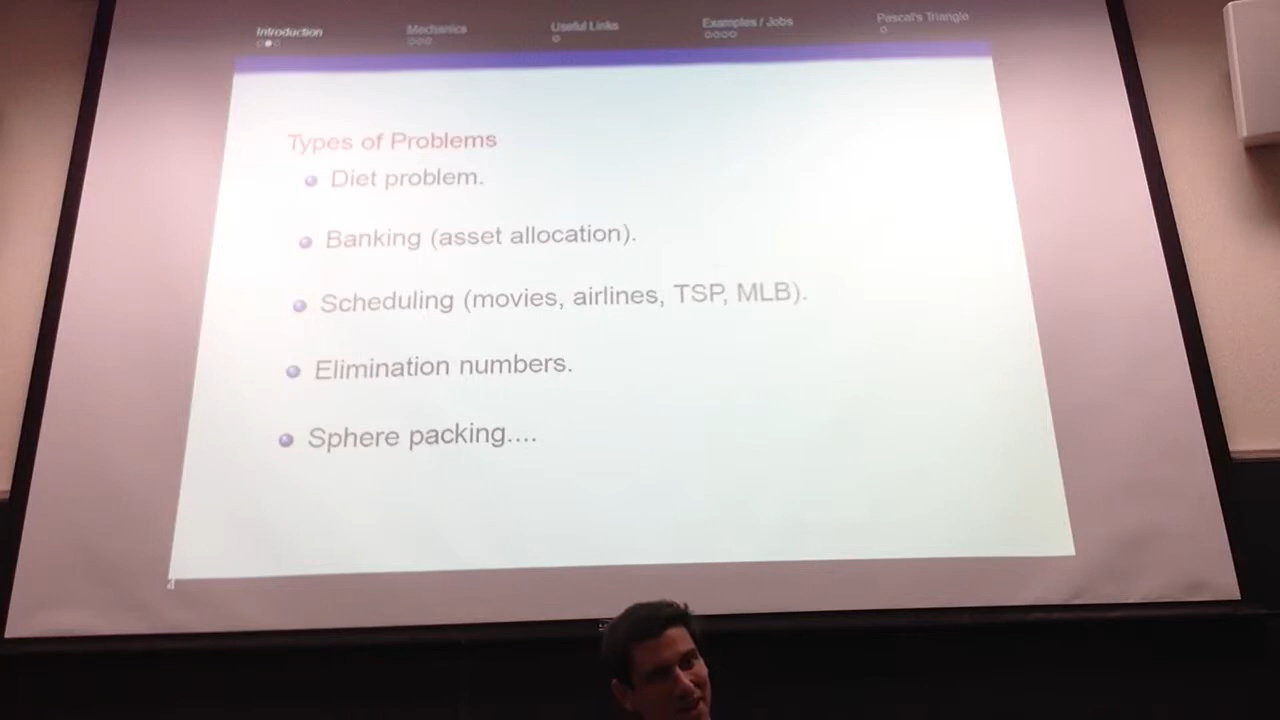 Introduction
Mechanics
Useful Links
Examples / Jobs
Pascal's Triangle
Types of Problems
Diet problem.
Banking (asset allocation).
Scheduling (movies, airlines, TSP, MLB).
Elimination numbers.
Sphere packing....